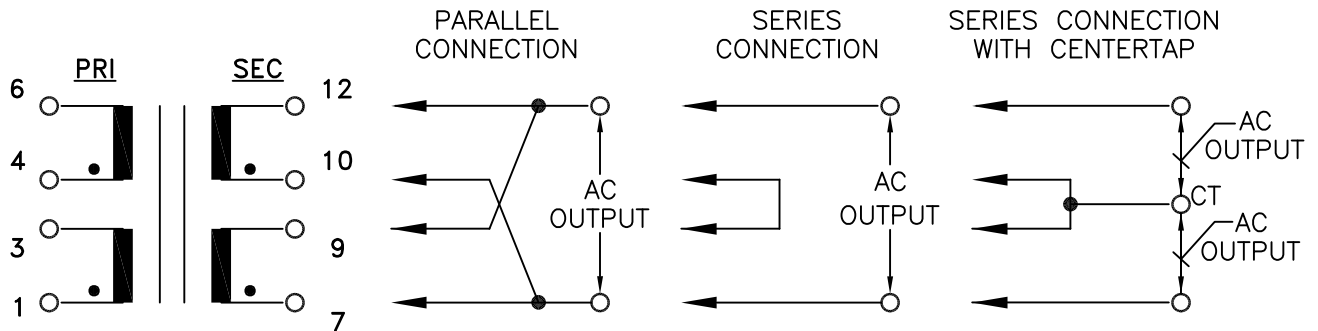 PARALLEL
CONNECTION
SERIES
CONNECTION
SERIES CONNECTION
WITH CENTERTAP
PRI
SEC
6
12
4
10
3
9
1
7
AC
OUTPUT
AC
OUTPUT
AC
OUTPUT
CT
AC
OUTPUT